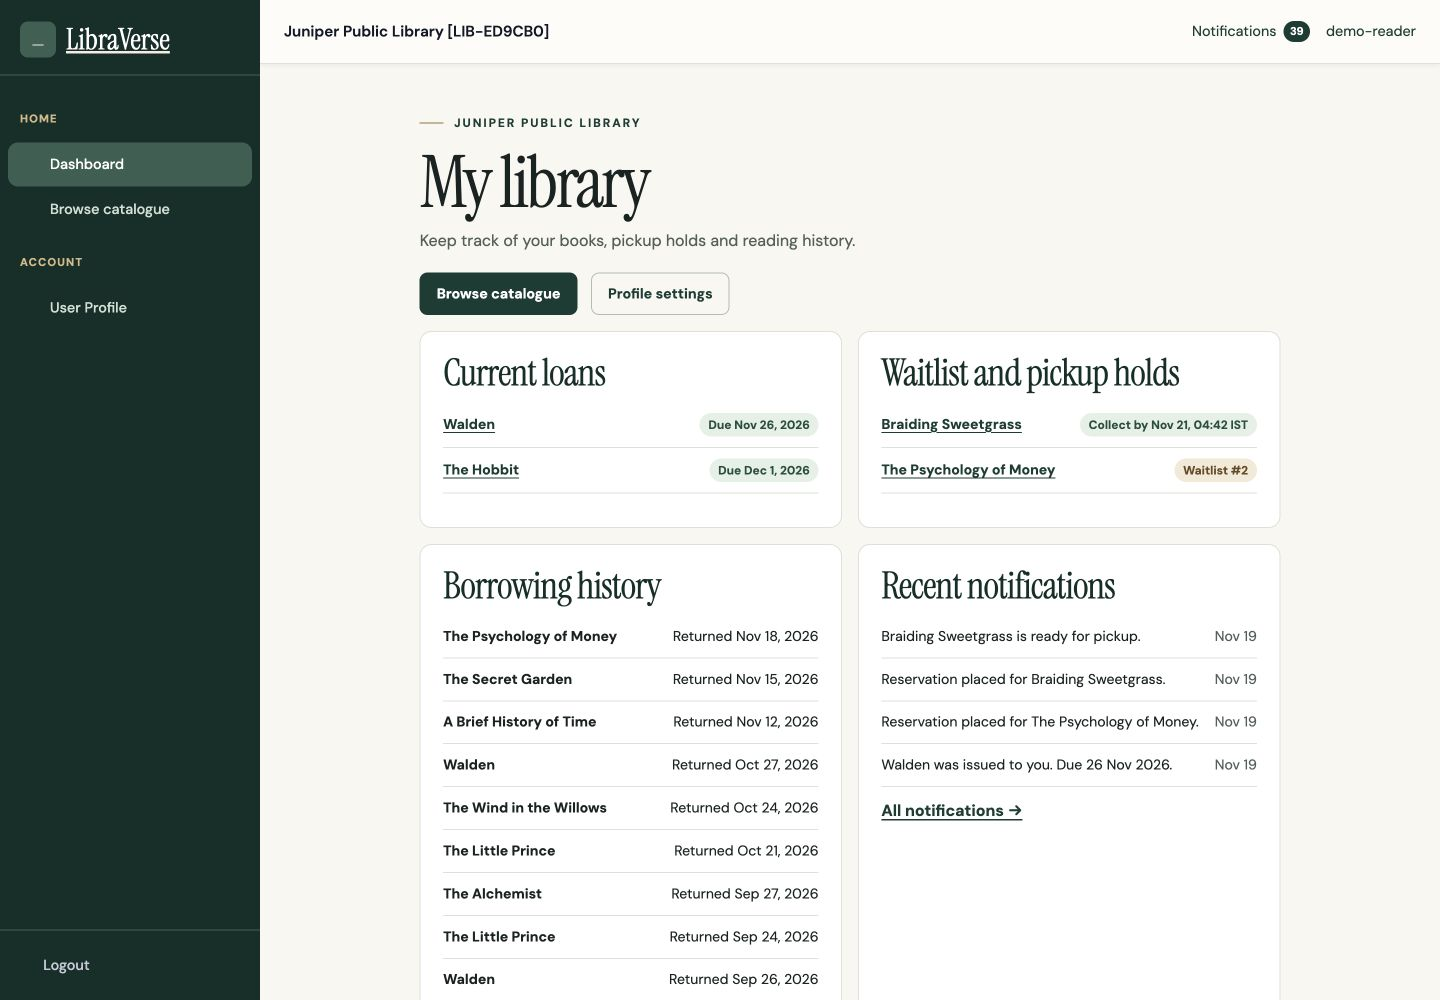 LibraVerse
HOME
Dashboard
Browse catalogue
ACCOUNT
User Profile
Logout
Juniper Public Library [LIB-ED9CB0]
Notifications 39 demo-reader
JUNIPER PUBLIC LIBRARY
My library
Keep track of your books, pickup holds and reading history.
Browse catalogue Profile settings
Current loans
Walden Due Nov 26, 2026
The Hobbit Due Dec 1, 2026
Waitlist and pickup holds
Braiding Sweetgrass Collect by Nov 21, 04:42 IST
The Psychology of Money Waitlist #2
Borrowing history
The Psychology of Money Returned Nov 18, 2026
The Secret Garden Returned Nov 15, 2026
A Brief History of Time Returned Nov 12, 2026
Walden Returned Oct 27, 2026
The Wind in the Willows Returned Oct 24, 2026
The Little Prince Returned Oct 21, 2026
The Alchemist Returned Sep 27, 2026
The Little Prince Returned Sep 24, 2026
Walden Returned Sep 26, 2026
Recent notifications
Braiding Sweetgrass is ready for pickup. Nov 19
Reservation placed for Braiding Sweetgrass. Nov 19
Reservation placed for The Psychology of Money. Nov 19
Walden was issued to you. Due 26 Nov 2026. Nov 19
All notifications →